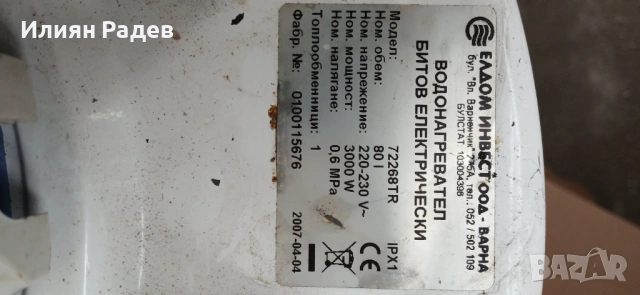 Илиян Радев
ЕЛДОМ ИНВЕСТ ООД - ВАРНА
бул. "Вл. Варненчик" 275А, тел.: 052 / 502 109
БУЛСТАТ: 103004398
ВОДОНАГРЕВАТЕЛ
БИТОВ ЕЛЕКТРИЧЕСКИ
Модел: 72268TR IPX1
Ном. обем: 80 l
Ном. напрежение: 220-230 V~
Ном. мощност: 3000 W
Ном. налягане: 0,6 MPa
Топлообменници: 1
Фабр. №: 0100115676 2007-04-04
CE
BAZAR